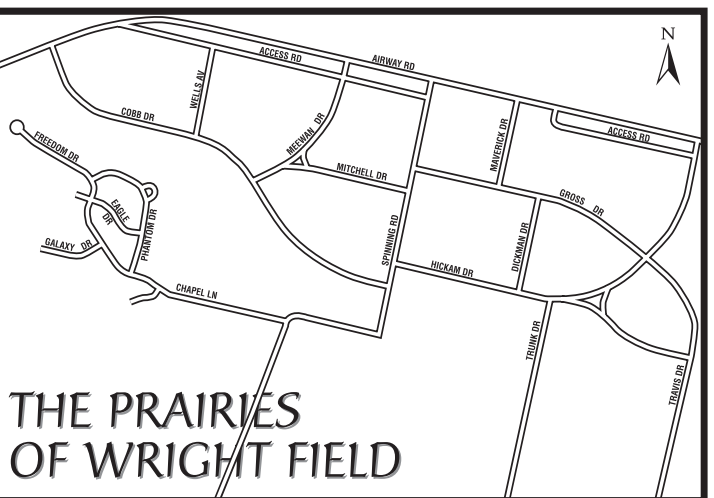 N
ACCESS RD
AIRWAY RD
WELLS AV
COBB DR
MEEWAN DR
MAVERICK DR
ACCESS RD
FREEDOM DR
MITCHELL DR
EAGLE DR
PHANTOM DR
GROSS DR
GALAXY DR
SPINNING RD
DICKMAN DR
HICKAM DR
CHAPEL LN
TRUNK DR
TRAVIS DR
THE PRAIRIES
OF WRIGHT FIELD